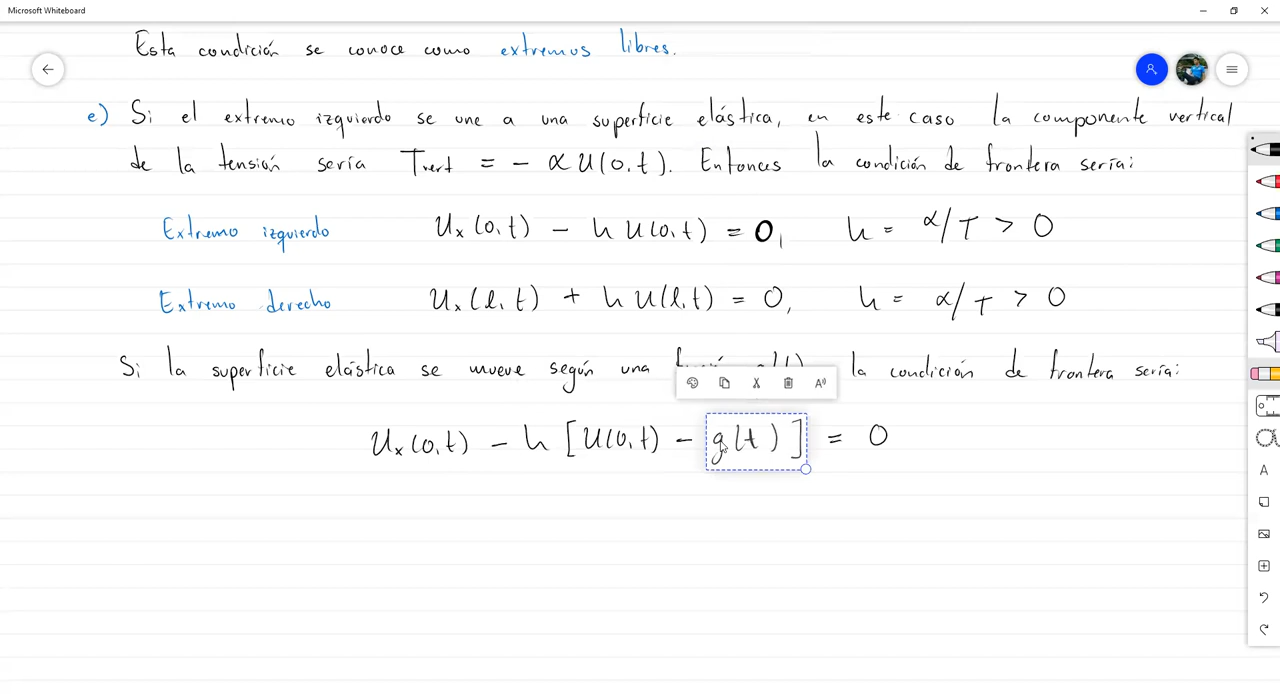 Microsoft Whiteboard
Esta condición se conoce como extremos libres.
e) Si el extremo izquierdo se une a una superficie elástica, en este caso la componente vertical
de la tensión sería Tvert = - αu(0,t). Entonces la condición de frontera sería:
Extremo izquierdo ux(0,t) - hu(0,t) = 0, h = α/T > 0
Extremo derecho ux(l,t) + hu(l,t) = 0, h = α/T > 0
Si la superficie elástica se mueve según una la condición de frontera sería:
ux(0,t) - h[u(0,t) - g(t)] = 0